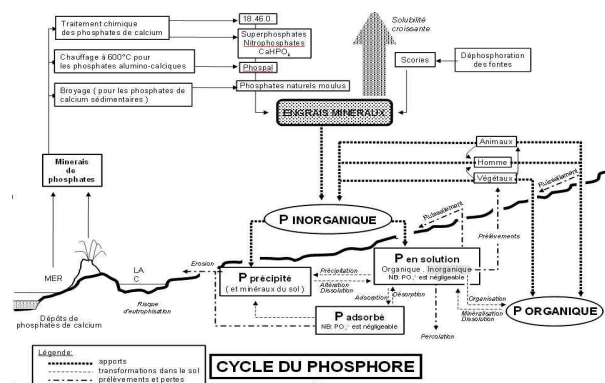 Traitement chimique
des phosphates de calcium
18.46.0.
Superphosphates
Nitrophosphates
CaHPO₄
Solubilité
croissante
Chauffage à 600°C pour
les phosphates alumino-calciques
Phospal
Scories
Déphosphoration
des fontes
Broyage ( pour les phosphates de
calcium sédimentaires )
Phosphates naturels moulus
ENGRAIS MINERAUX
Animaux
Homme
Végétaux
Minerais
de
phosphates
P INORGANIQUE
Ruissellement
Ruissellement
Prélèvements
MER
LA
C
Erosion
P précipité
(et minéraux du sol )
Précipitation
Altération
Dissolution
P en solution
Organique . Inorganique
NB: PO₄³⁻ est négligeable
Risque
d'eutrophisation
Adsorption
Désorption
Organisation
Minéralisation
Dissolution
P ORGANIQUE
P adsorbé
NB: PO₄³⁻ est négligeable
Percolation
Dépôts de
phosphates de calcium
Légende:
apports
transformations dans le sol
prélèvements et pertes
CYCLE DU PHOSPHORE